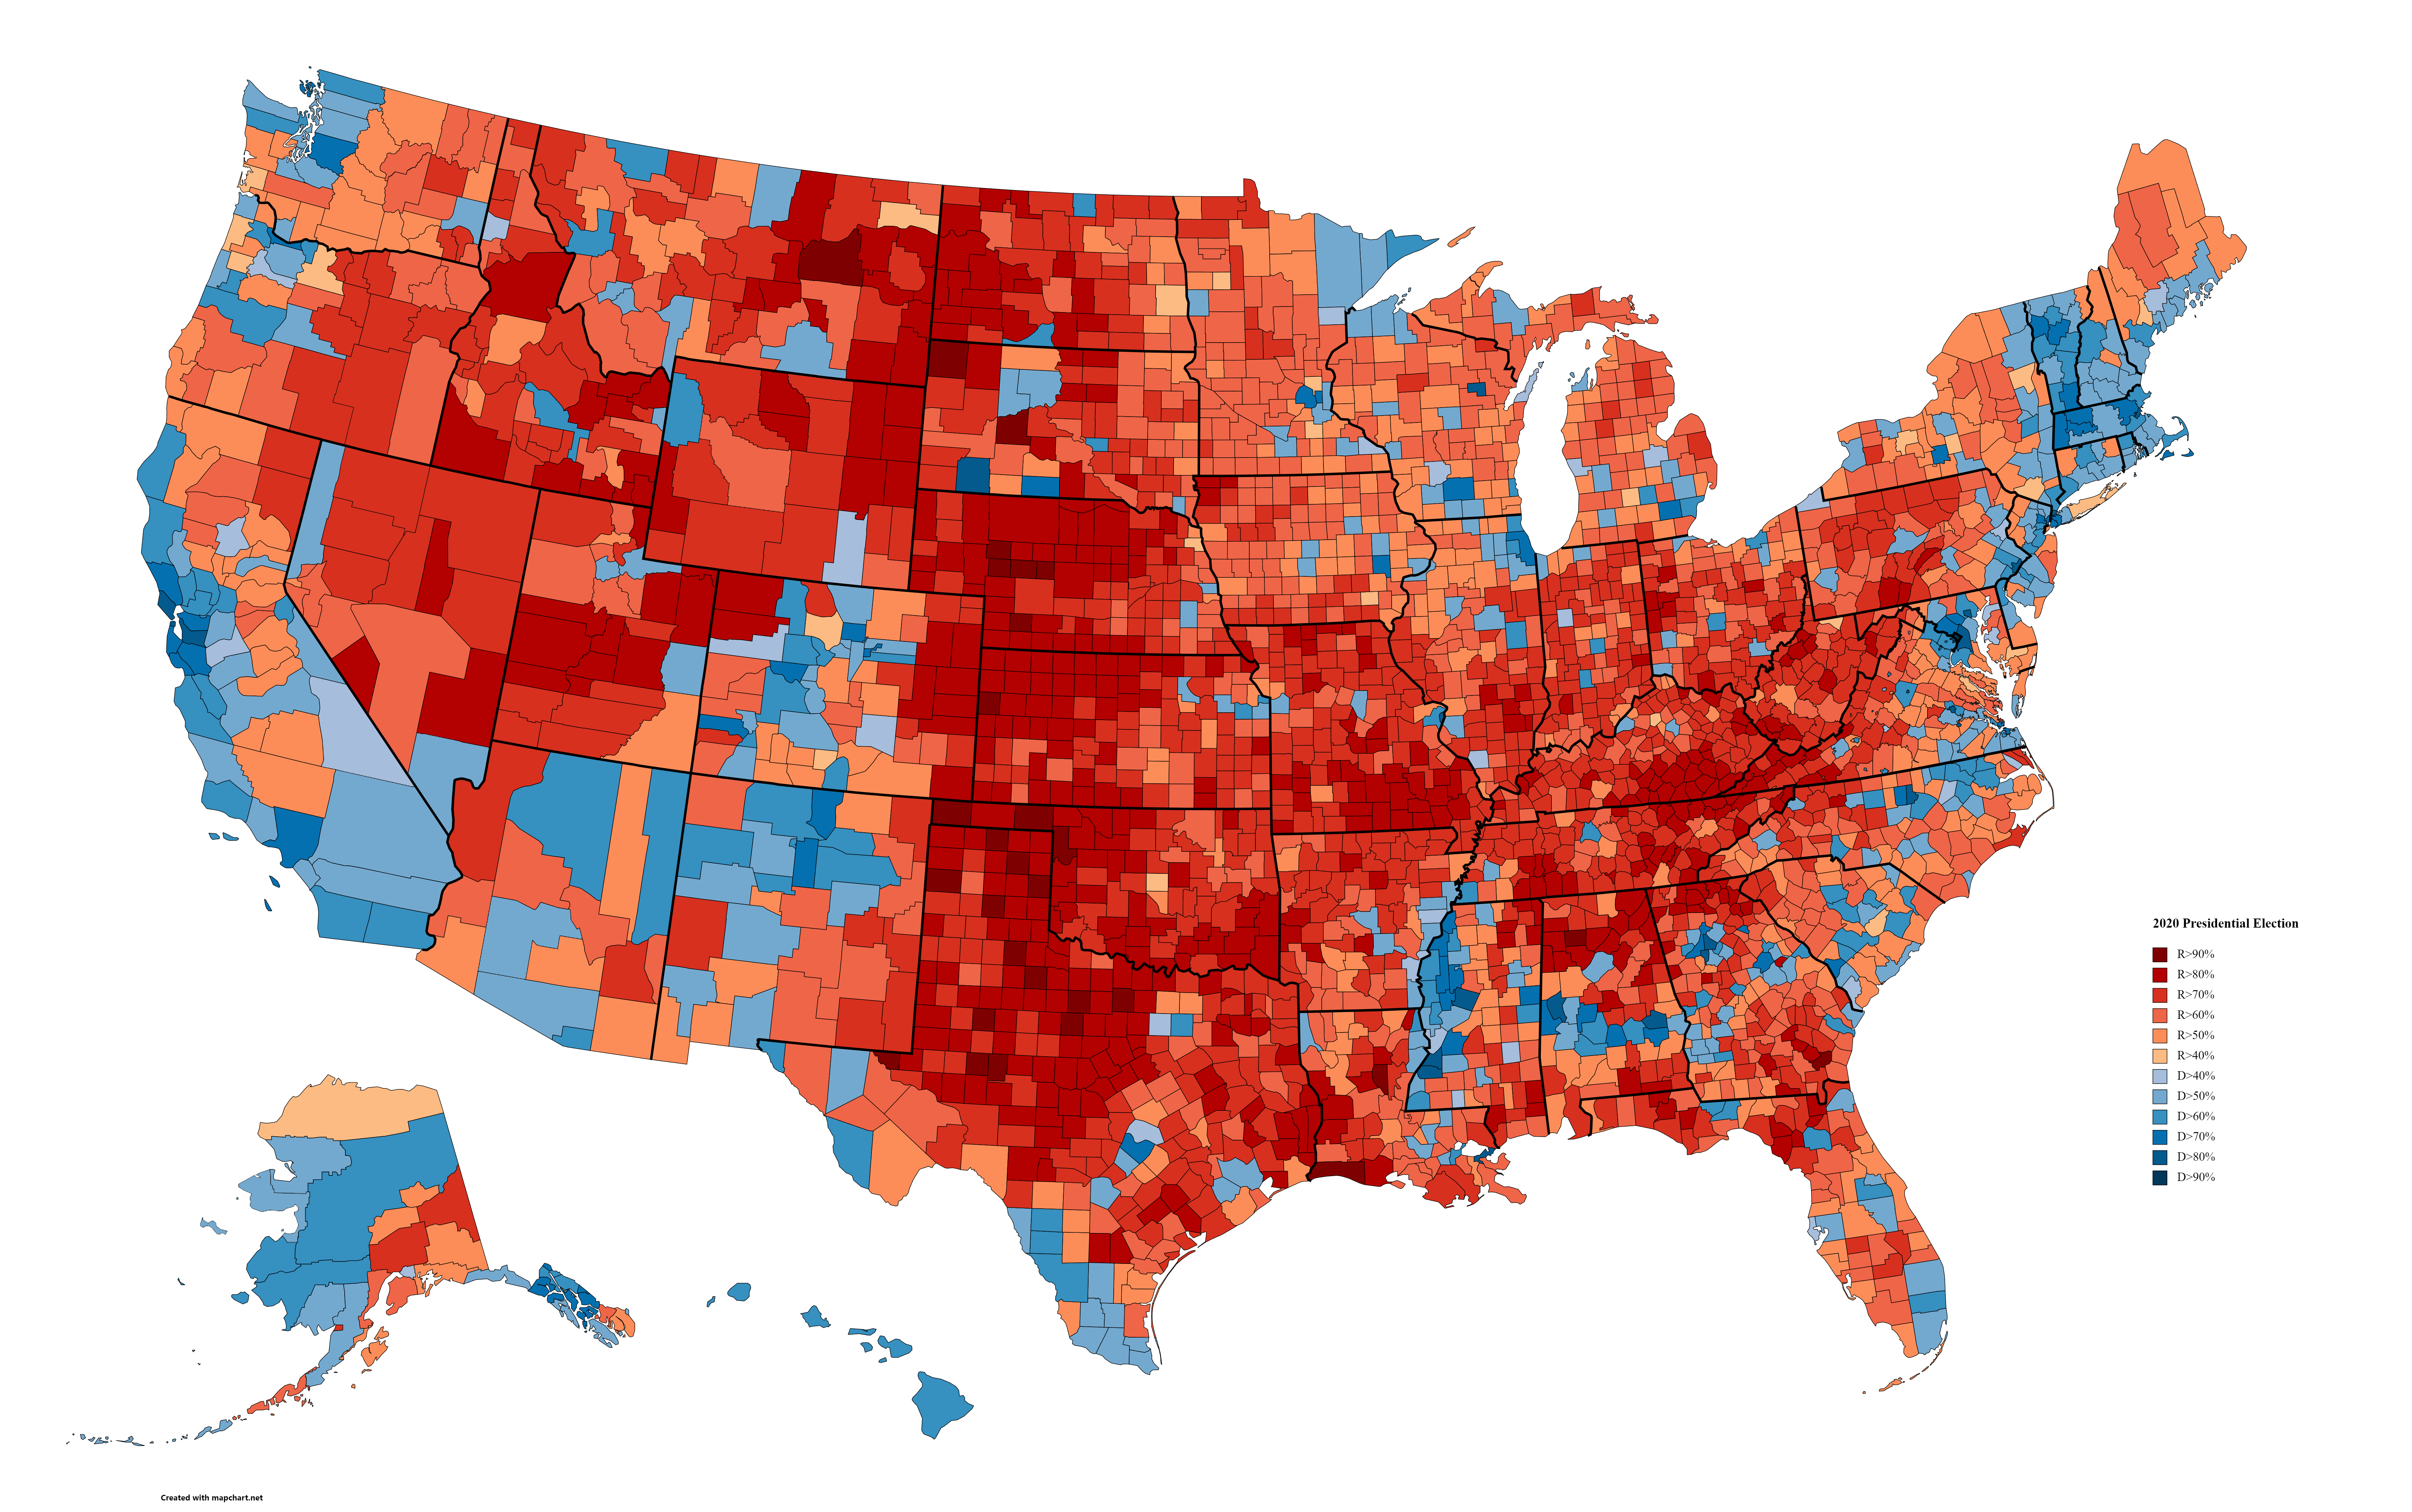 2020 Presidential Election
R>90%
R>80%
R>70%
R>60%
R>50%
R>40%
D>40%
D>50%
D>60%
D>70%
D>80%
D>90%
Created with mapchart.net